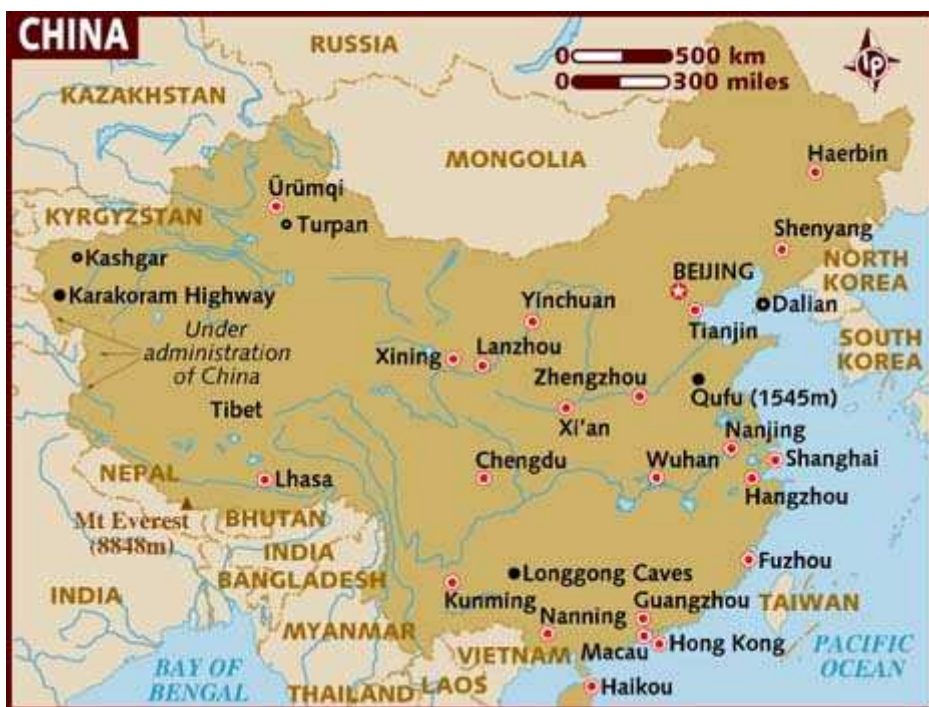 CHINA
RUSSIA
0 500 km
0 300 miles
lp
KAZAKHSTAN
MONGOLIA
Haerbin
Ürümqi
KYRGYZSTAN
Turpan
Shenyang
Kashgar
NORTH
KOREA
BEIJING
Karakoram Highway
Yinchuan
Dalian
Tianjin
Under
administration
of China
SOUTH
KOREA
Xining
Lanzhou
Zhengzhou
Qufu (1545m)
Tibet
Xi'an
Nanjing
NEPAL
Lhasa
Chengdu
Wuhan
Shanghai
Hangzhou
Mt Everest
(8848m)
BHUTAN
INDIA
Fuzhou
BANGLADESH
Longgong Caves
INDIA
Kunming
Guangzhou
TAIWAN
Nanning
MYANMAR
VIETNAM
Macau
Hong Kong
PACIFIC
OCEAN
BAY OF
BENGAL
THAILAND
LAOS
Haikou